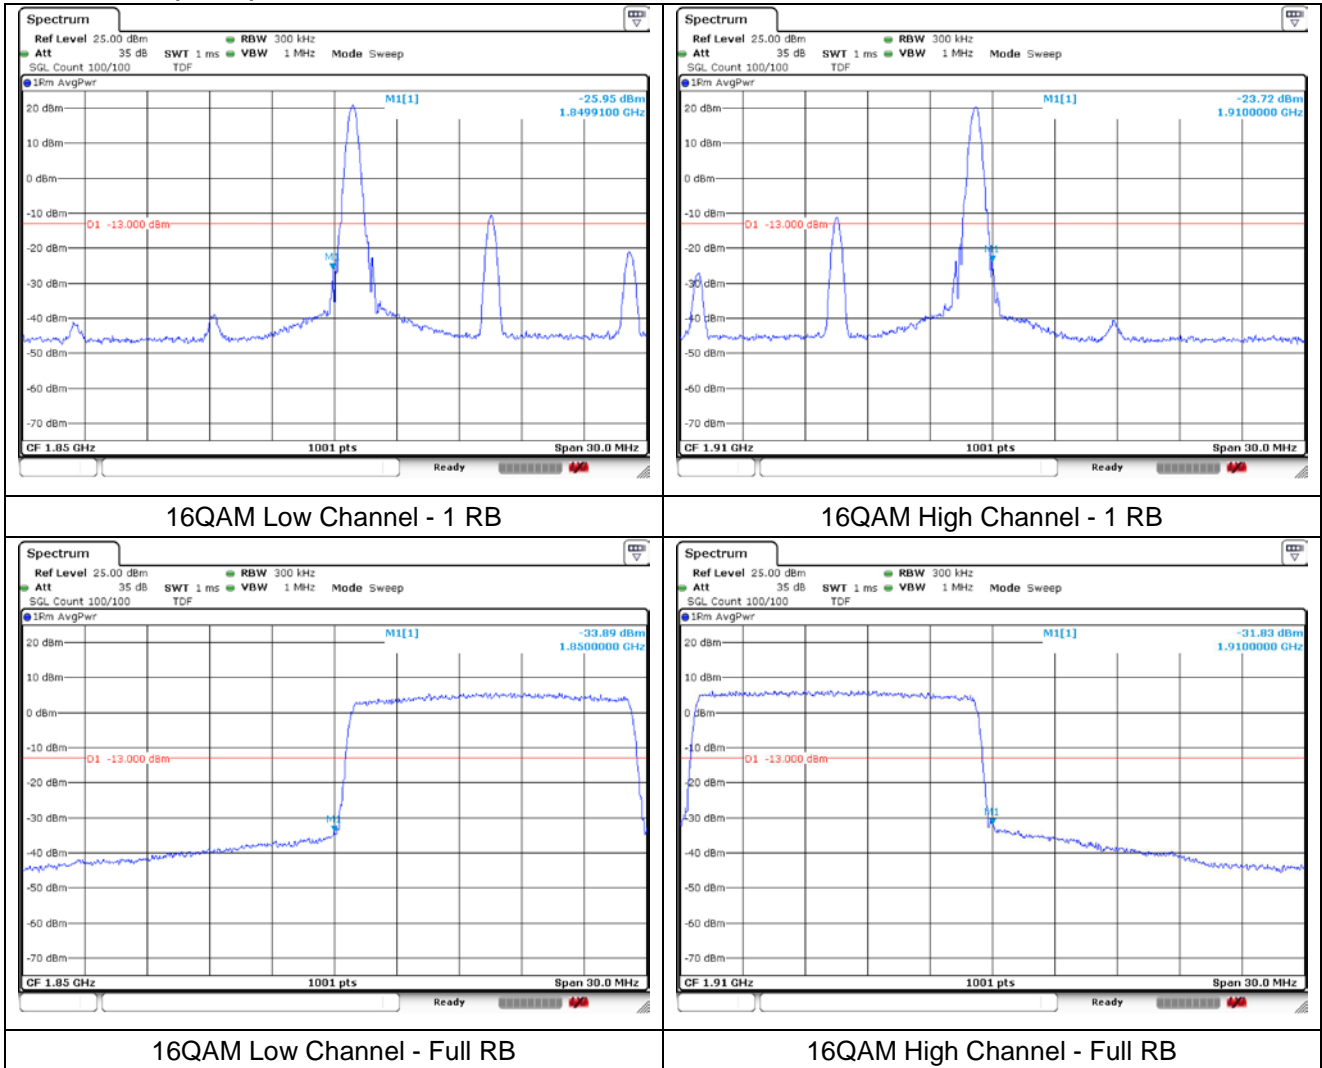 Spectrum
Ref Level 25.00 dBm RBW 300 kHz
Att 35 dB SWT 1 ms VBW 1 MHz Mode Sweep
SGL Count 100/100 TDF
1Rm AvgPwr
M1[1] -25.95 dBm
1.8499100 GHz
20 dBm
10 dBm
0 dBm
-10 dBm
D1 -13.000 dBm
-20 dBm
M1
-30 dBm
-40 dBm
-50 dBm
-60 dBm
-70 dBm
CF 1.85 GHz 1001 pts Span 30.0 MHz
Ready
16QAM Low Channel - 1 RB
Spectrum
Ref Level 25.00 dBm RBW 300 kHz
Att 35 dB SWT 1 ms VBW 1 MHz Mode Sweep
SGL Count 100/100 TDF
1Rm AvgPwr
M1[1] -23.72 dBm
1.9100000 GHz
20 dBm
10 dBm
0 dBm
-10 dBm
D1 -13.000 dBm
-20 dBm
M1
-30 dBm
-40 dBm
-50 dBm
-60 dBm
-70 dBm
CF 1.91 GHz 1001 pts Span 30.0 MHz
Ready
16QAM High Channel - 1 RB
Spectrum
Ref Level 25.00 dBm RBW 300 kHz
Att 35 dB SWT 1 ms VBW 1 MHz Mode Sweep
SGL Count 100/100 TDF
1Rm AvgPwr
M1[1] -33.89 dBm
1.8500000 GHz
20 dBm
10 dBm
0 dBm
-10 dBm
D1 -13.000 dBm
-20 dBm
M1
-30 dBm
-40 dBm
-50 dBm
-60 dBm
-70 dBm
CF 1.85 GHz 1001 pts Span 30.0 MHz
Ready
16QAM Low Channel - Full RB
Spectrum
Ref Level 25.00 dBm RBW 300 kHz
Att 35 dB SWT 1 ms VBW 1 MHz Mode Sweep
SGL Count 100/100 TDF
1Rm AvgPwr
M1[1] -31.83 dBm
1.9100000 GHz
20 dBm
10 dBm
0 dBm
-10 dBm
D1 -13.000 dBm
-20 dBm
M1
-30 dBm
-40 dBm
-50 dBm
-60 dBm
-70 dBm
CF 1.91 GHz 1001 pts Span 30.0 MHz
Ready
16QAM High Channel - Full RB